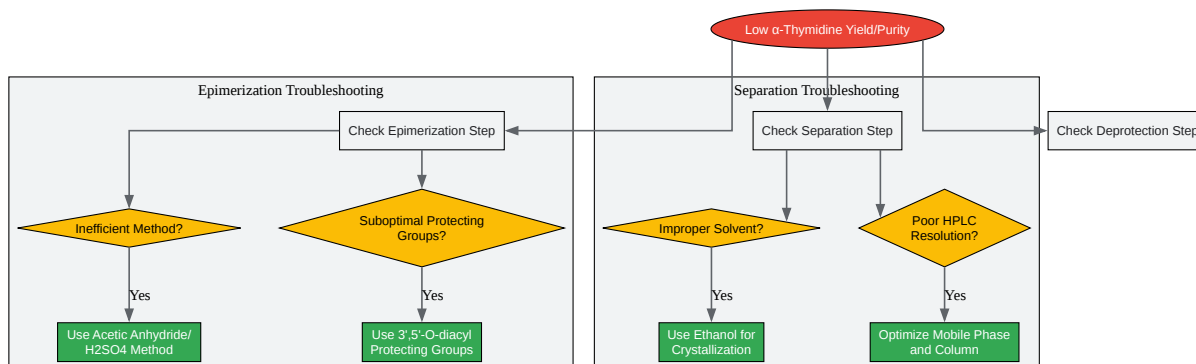 Low α-Thymidine Yield/Purity
Epimerization Troubleshooting
Separation Troubleshooting
Check Epimerization Step
Check Separation Step
Check Deprotection Step
Inefficient Method?
Suboptimal Protecting
Groups?
Improper Solvent?
Poor HPLC
Resolution?
Yes
Yes
Yes
Yes
Use Acetic Anhydride/
H2SO4 Method
Use 3',5'-O-diacyl
Protecting Groups
Use Ethanol for
Crystallization
Optimize Mobile Phase
and Column